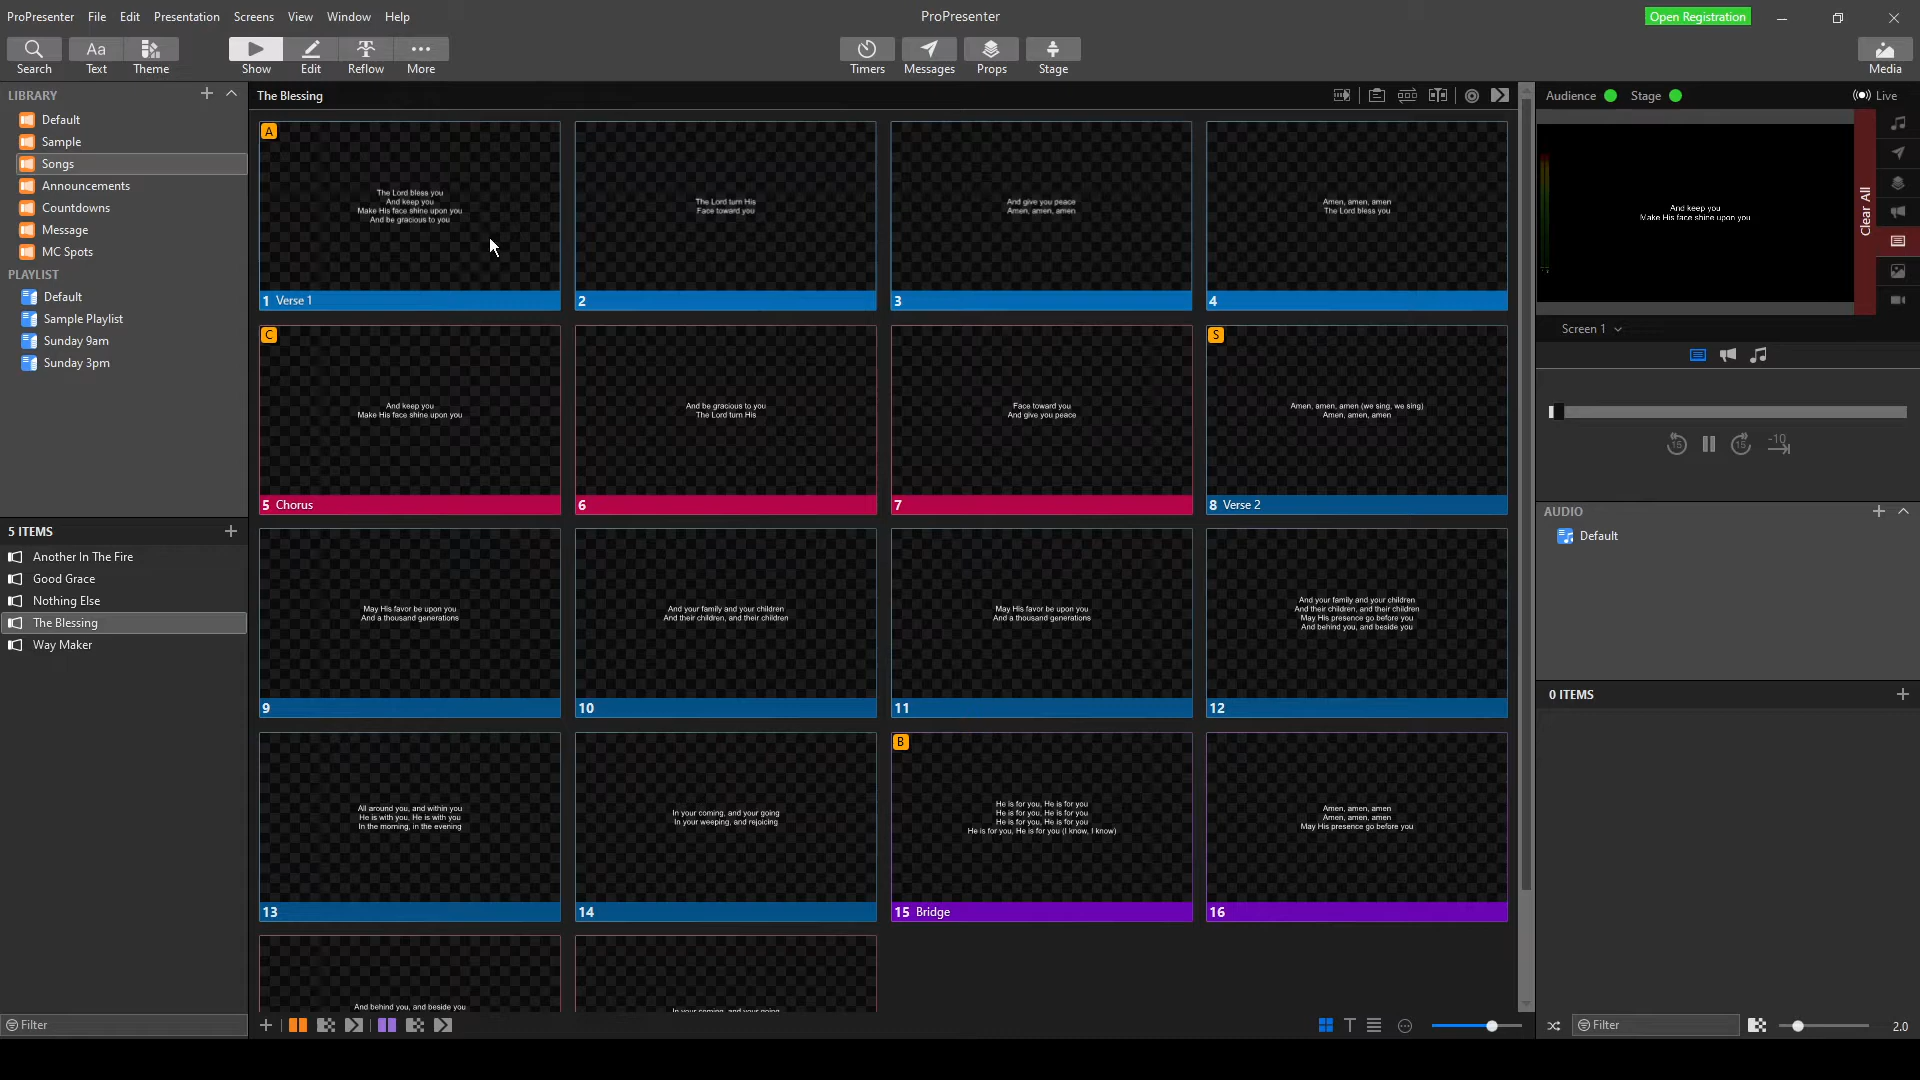 ProPresenter File Edit Presentation Screens View Window Help
ProPresenter
Open Registration
Search
Aa
Text
Theme
Show
Edit
Reflow
More
Timers
Messages
Props
Stage
Media
LIBRARY
Default
Sample
Songs
Announcements
Countdowns
Message
MC Spots
PLAYLIST
Default
Sample Playlist
Sunday 9am
Sunday 3pm
5 ITEMS
Another In The Fire
Good Grace
Nothing Else
The Blessing
Way Maker
Filter
The Blessing
A
The Lord bless you
And keep you
Make His face shine upon you
And be gracious to you
1 Verse 1
The Lord turn His
Face toward you
2
And give you peace
Amen, amen, amen
3
Amen, amen, amen
The Lord bless you
4
C
And keep you
Make His face shine upon you
5 Chorus
And be gracious to you
The Lord turn His
6
Face toward you
And give you peace
7
S
Amen, amen, amen (we sing, we sing)
Amen, amen, amen
8 Verse 2
May His favor be upon you
And a thousand generations
9
And your family and your children
And their children, and their children
10
May His favor be upon you
And a thousand generations
11
And your family and your children
And their children, and their children
May His presence go before you
And behind you, and beside you
12
All around you, and within you
He is with you, He is with you
In the morning, in the evening
13
In your coming, and your going
In your weeping, and rejoicing
14
B
He is for you, He is for you
He is for you, He is for you
He is for you, He is for you
He is for you, He is for you (I know, I know)
15 Bridge
Amen, amen, amen
Amen, amen, amen
May His presence go before you
16
And behind you, and beside you
In your coming, and your going
Audience
Stage
Live
And keep you
Make His face shine upon you
Clear All
Screen 1
15
15
-10
AUDIO
Default
0 ITEMS
Filter
2.0